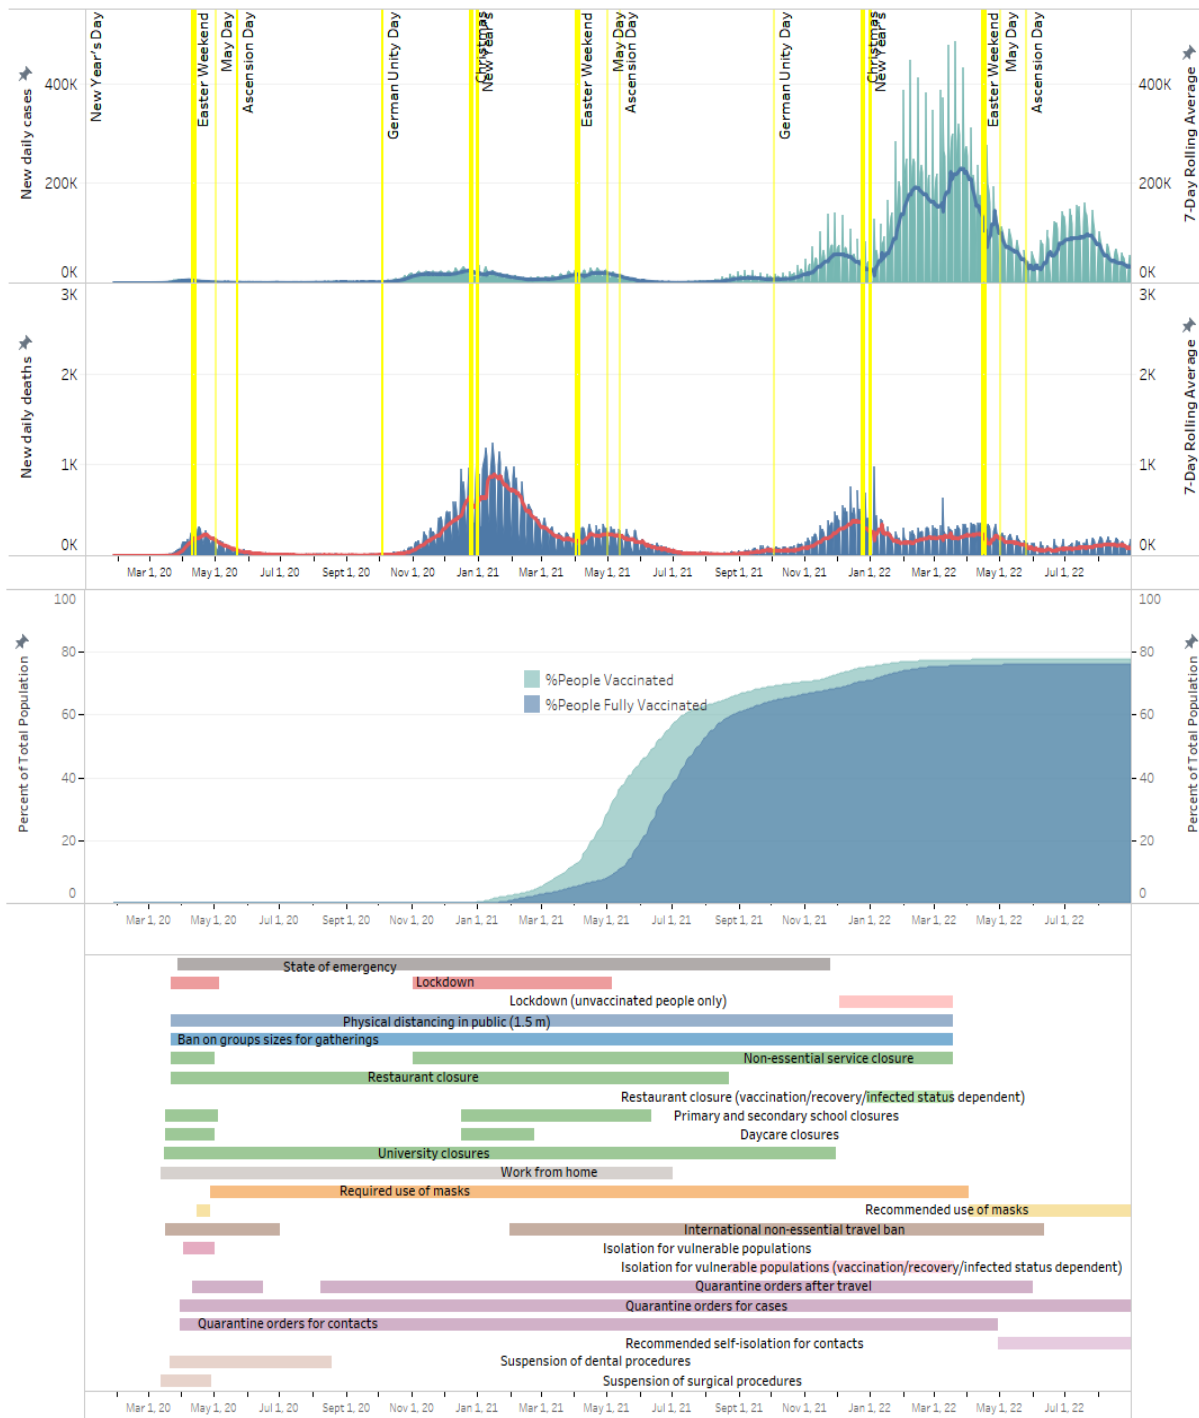 New Year's Day
Easter Weekend
May Day
Ascension Day
German Unity Day
Christmas
New Year's
Easter Weekend
May Day
Ascension Day
German Unity Day
Christmas
New Year's
Easter Weekend
May Day
Ascension Day
New daily cases
400K
200K
0K
400K
200K
0K
7-Day Rolling Average
New daily deaths
3K
2K
1K
0K
3K
2K
1K
0K
7-Day Rolling Average
Mar 1, 20 May 1, 20 Jul 1, 20 Sept 1, 20 Nov 1, 20 Jan 1, 21 Mar 1, 21 May 1, 21 Jul 1, 21 Sept 1, 21 Nov 1, 21 Jan 1, 22 Mar 1, 22 May 1, 22 Jul 1, 22
Percent of Total Population
100
80
60
40
20
0
%People Vaccinated
%People Fully Vaccinated
100
80
60
40
20
0
Percent of Total Population
Mar 1, 20 May 1, 20 Jul 1, 20 Sept 1, 20 Nov 1, 20 Jan 1, 21 Mar 1, 21 May 1, 21 Jul 1, 21 Sept 1, 21 Nov 1, 21 Jan 1, 22 Mar 1, 22 May 1, 22 Jul 1, 22
State of emergency
Lockdown
Lockdown (unvaccinated people only)
Physical distancing in public (1.5 m)
Ban on groups sizes for gatherings
Non-essential service closure
Restaurant closure
Restaurant closure (vaccination/recovery/infected status dependent)
Primary and secondary school closures
Daycare closures
University closures
Work from home
Required use of masks
Recommended use of masks
International non-essential travel ban
Isolation for vulnerable populations
Isolation for vulnerable populations (vaccination/recovery/infected status dependent)
Quarantine orders after travel
Quarantine orders for cases
Quarantine orders for contacts
Recommended self-isolation for contacts
Suspension of dental procedures
Suspension of surgical procedures
Mar 1, 20 May 1, 20 Jul 1, 20 Sept 1, 20 Nov 1, 20 Jan 1, 21 Mar 1, 21 May 1, 21 Jul 1, 21 Sept 1, 21 Nov 1, 21 Jan 1, 22 Mar 1, 22 May 1, 22 Jul 1, 22